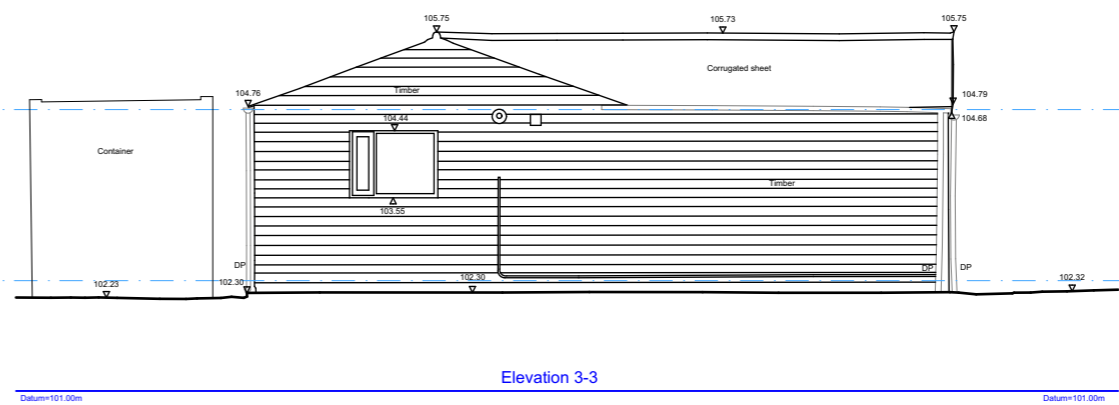 105.75
105.73
105.75
Corrugated sheet
104.76
Timber
104.79
104.44
104.68
Container
Timber
103.55
DP
102.30
DP
DP
102.23
102.30
102.32
Elevation 3-3
Datum=101.00m
Datum=101.00m